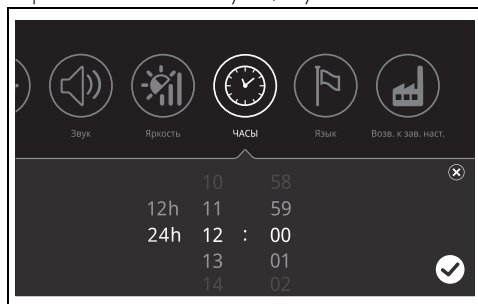 Звук Яркость ЧАСЫ Язык Возв. к зав. наст.
10 58
12h 11 59
24h 12 : 00
13 01
14 02